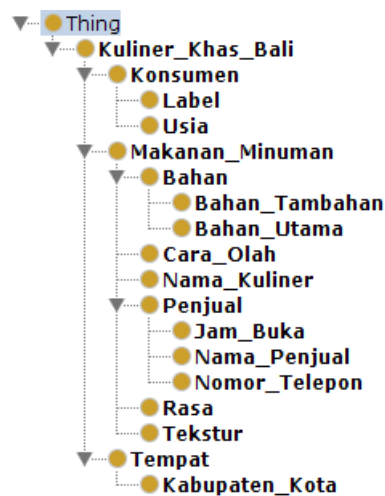 Thing
Kuliner_Khas_Bali
Konsumen
Label
Usia
Makanan_Minuman
Bahan
Bahan_Tambahan
Bahan_Utama
Cara_Olah
Nama_Kuliner
Penjual
Jam_Buka
Nama_Penjual
Nomor_Telepon
Rasa
Tekstur
Tempat
Kabupaten_Kota